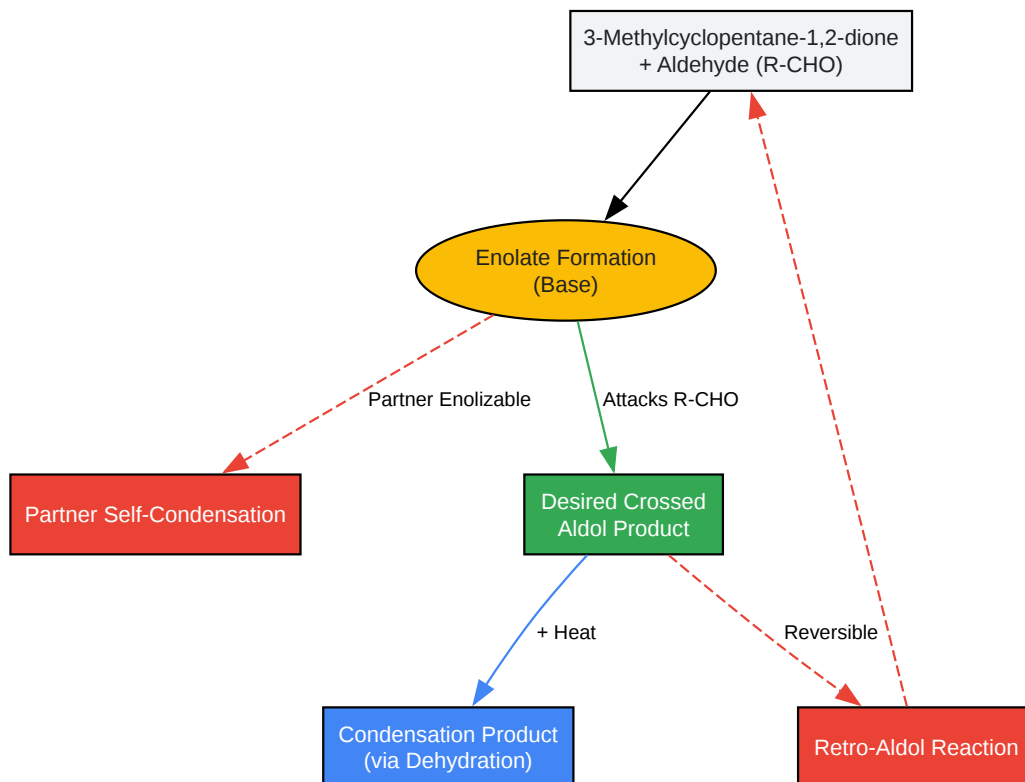 3-Methylcyclopentane-1,2-dione
+ Aldehyde (R-CHO)
Enolate Formation
(Base)
Partner Enolizable
Attacks R-CHO
Partner Self-Condensation
Desired Crossed
Aldol Product
+ Heat
Reversible
Condensation Product
(via Dehydration)
Retro-Aldol Reaction